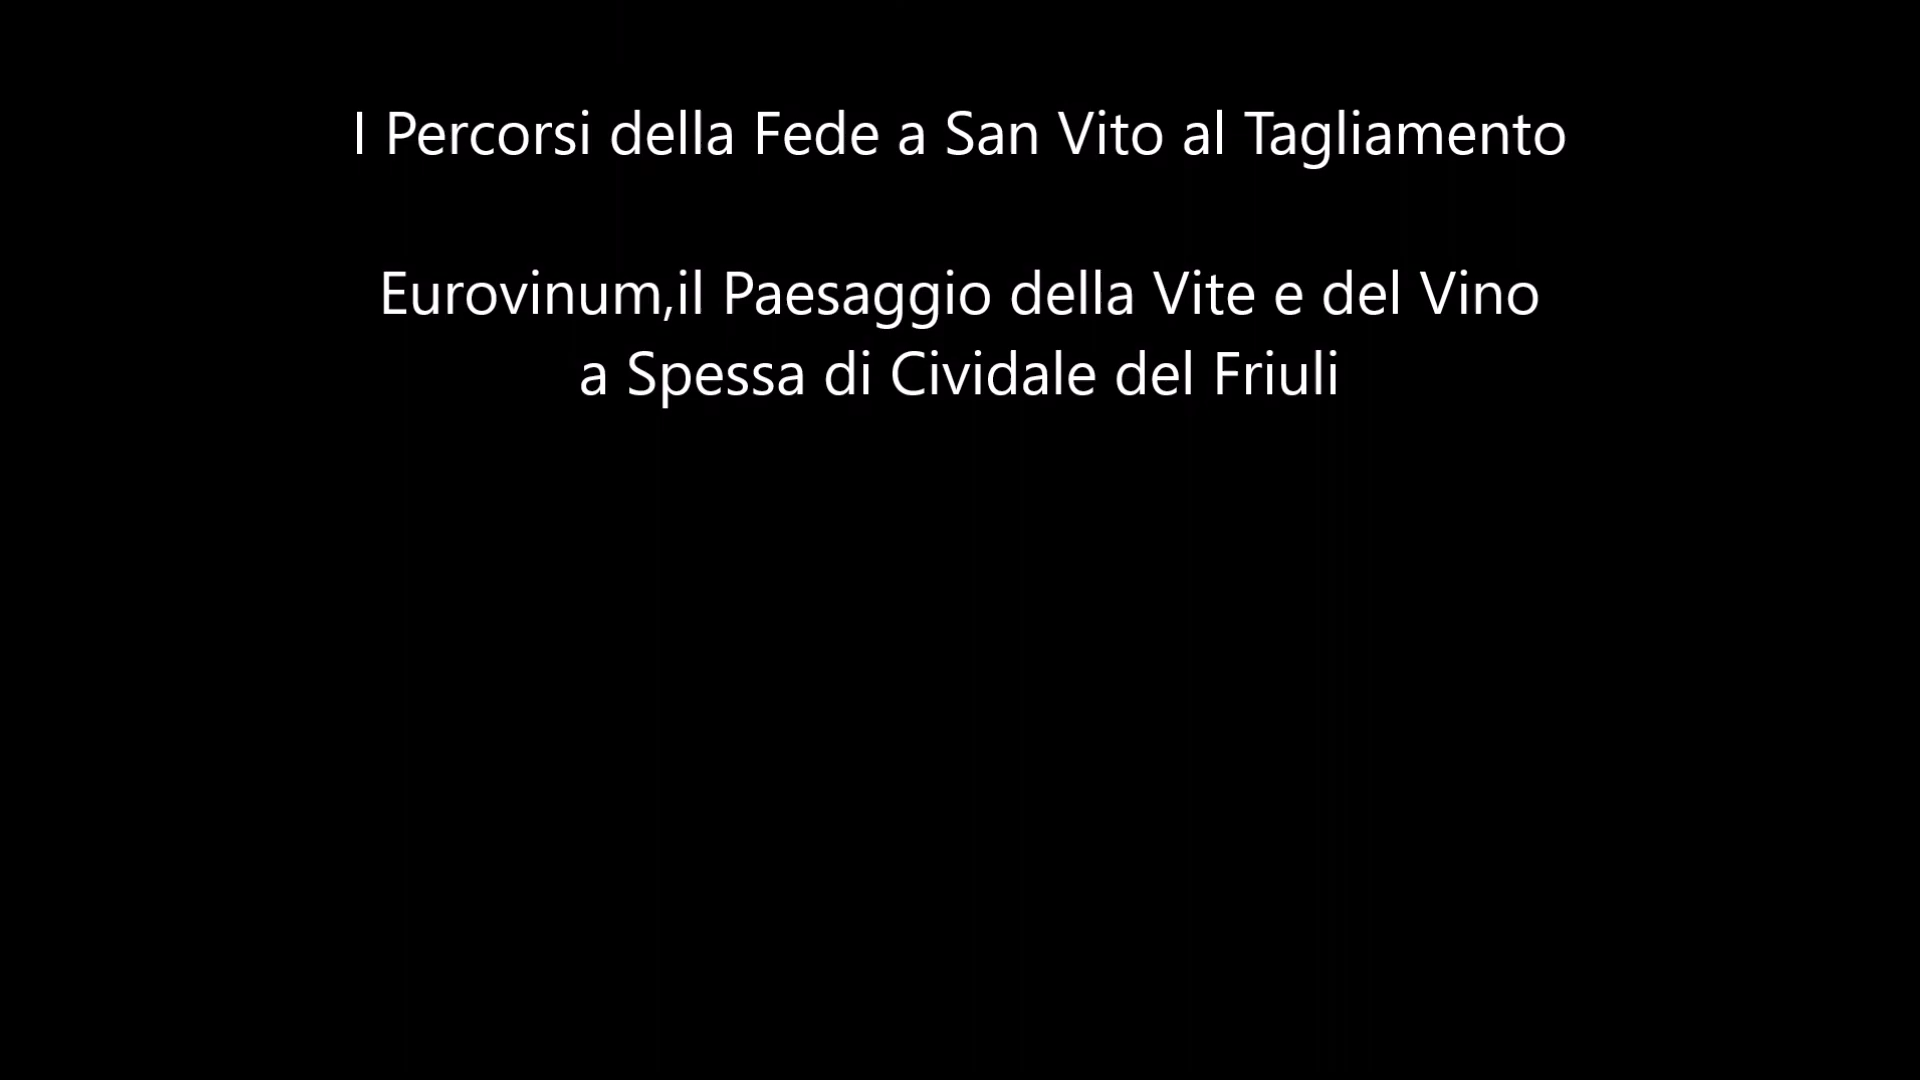 I Percorsi della Fede a San Vito al Tagliamento
Eurovinum,il Paesaggio della Vite e del Vino
a Spessa di Cividale del Friuli